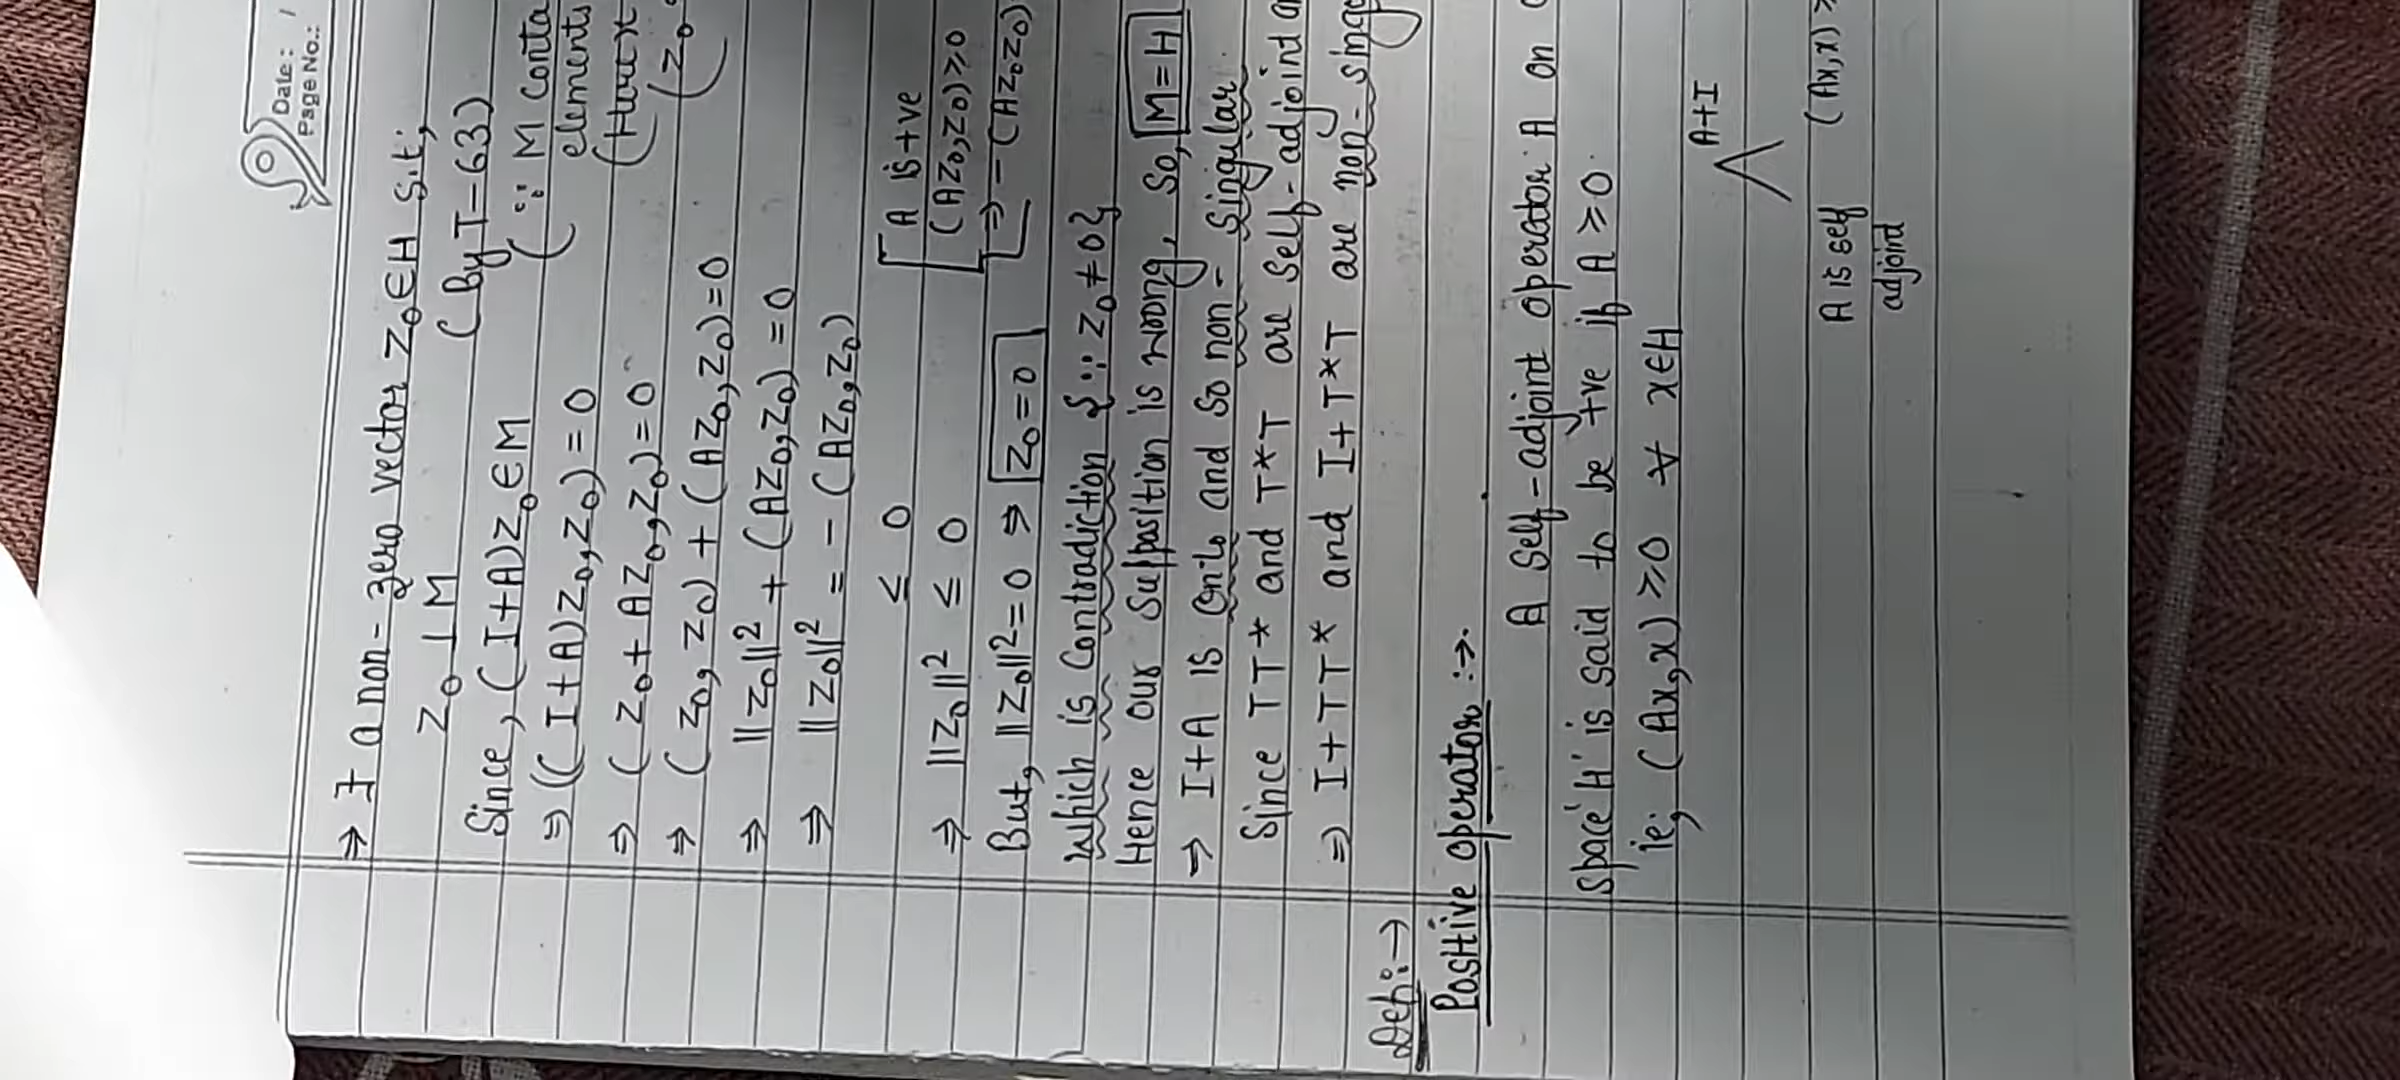 Date: /
Page No.:
⇒ ∃ a non-zero vector z₀ ∈ H s.t;
z₀ ⊥ M (by T-63)
Since, (I+A)z₀ ∈ M (∵ M conta
elements
⇒ ((I+A)z₀, z₀) = 0
⇒ (z₀ + Az₀, z₀) = 0
(z₀
⇒ (z₀, z₀) + (Az₀, z₀) = 0
⇒ ||z₀||² + (Az₀, z₀) = 0
⇒ ||z₀||² = - (Az₀, z₀)
≤ 0 [A is +ve
(Az₀, z₀) ≥ 0
⇒ ||z₀||² ≤ 0 ⇒ - (Az₀ z₀)
But, ||z₀||² = 0 ⇒ z₀ = 0
which is Contradiction {∵ z₀ ≠ 0}
Hence our Supposition is wrong, So, M = H
⇒ I+A is onto and so non-Singular.
Since TT* and T*T are Self-adjoint an
⇒ I+TT* and I+T*T are non-singu
Def:→
Positive operator :→.
A Self-adjoint operator A on
space 'H' is said to be +ve if A ≥ 0.
ie; (Ax, x) ≥ 0 ∀ x∈H
A+I
A is self (Ax, x) ≥
adjoint